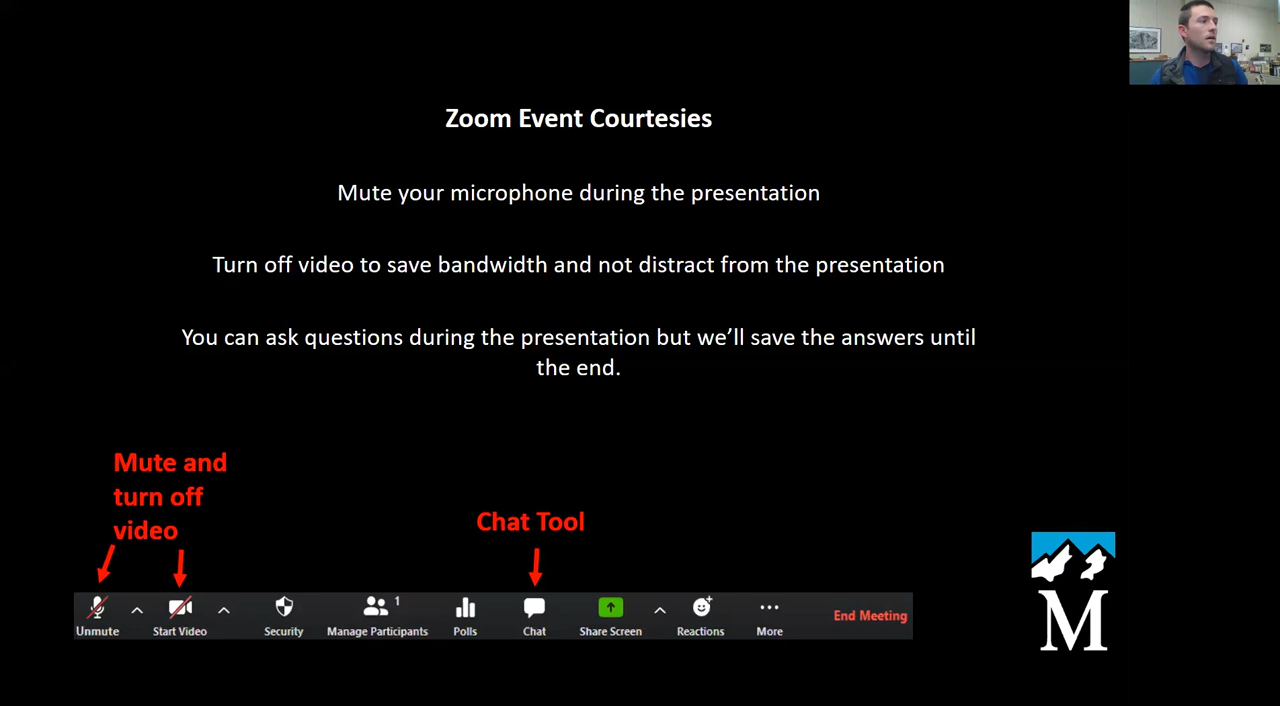 Zoom Event Courtesies
Mute your microphone during the presentation
Turn off video to save bandwidth and not distract from the presentation
You can ask questions during the presentation but we’ll save the answers until
the end.
Mute and
turn off
video
Chat Tool
1
Unmute
Start Video
Security
Manage Participants
Polls
Chat
Share Screen
Reactions
More
End Meeting
M